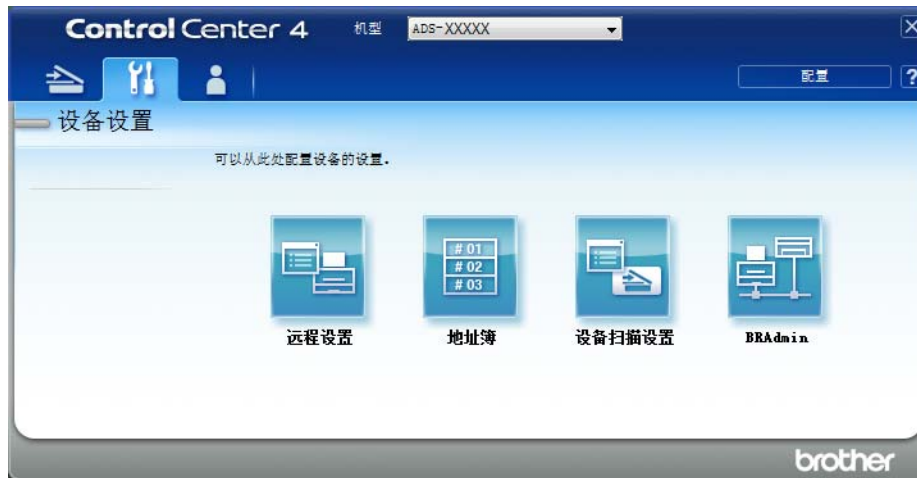 Control Center 4 机型 ADS-XXXXX
配置 ?
设备设置
可以从此处配置设备的设置.
#01
#02
#03
远程设置 地址簿 设备扫描设置 BRAdmin
brother